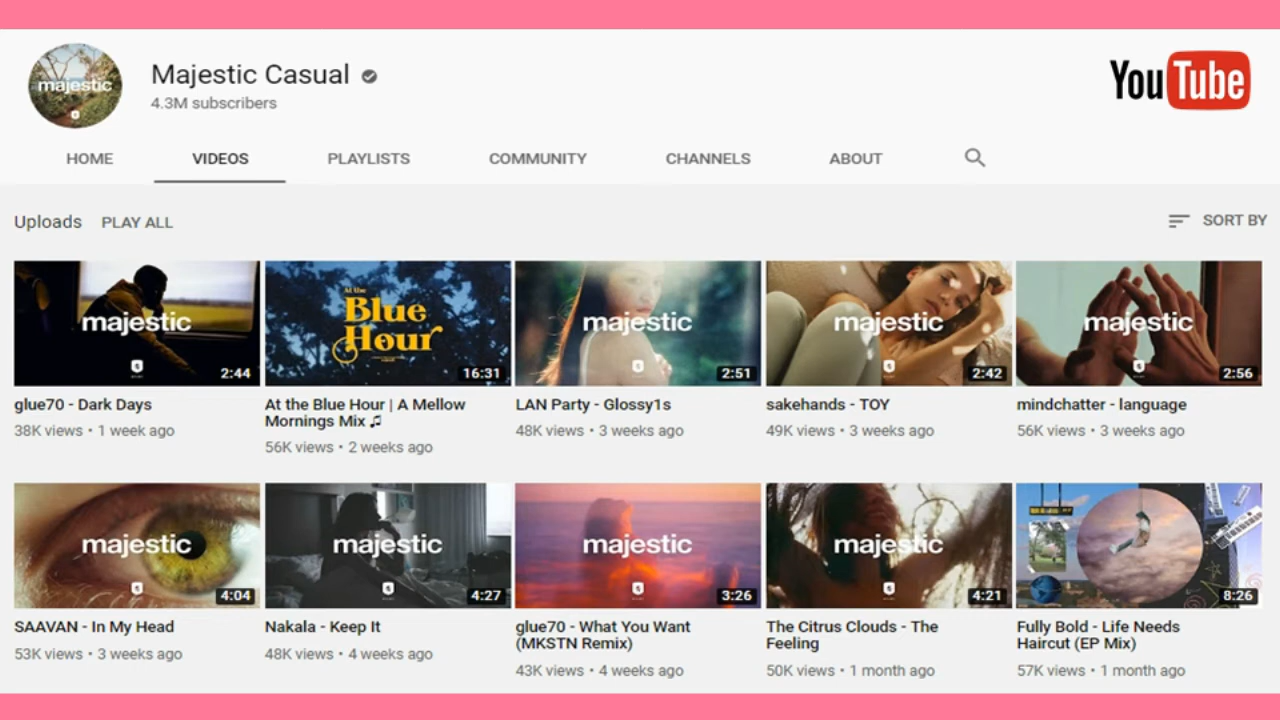 majestic
Majestic Casual
4.3M subscribers
YouTube
HOME VIDEOS PLAYLISTS COMMUNITY CHANNELS ABOUT
Uploads PLAY ALL SORT BY
majestic
2:44
At the
Blue
Hour
16:31
majestic
2:51
majestic
2:42
majestic
2:56
glue70 - Dark Days
38K views • 1 week ago
At the Blue Hour | A Mellow
Mornings Mix ♫
56K views • 2 weeks ago
LAN Party - Glossy1s
48K views • 3 weeks ago
sakehands - TOY
49K views • 3 weeks ago
mindchatter - language
56K views • 3 weeks ago
majestic
4:04
majestic
4:27
majestic
3:26
majestic
4:21
8:26
SAAVAN - In My Head
53K views • 3 weeks ago
Nakala - Keep It
48K views • 4 weeks ago
glue70 - What You Want
(MKSTN Remix)
43K views • 4 weeks ago
The Citrus Clouds - The
Feeling
50K views • 1 month ago
Fully Bold - Life Needs
Haircut (EP Mix)
57K views • 1 month ago